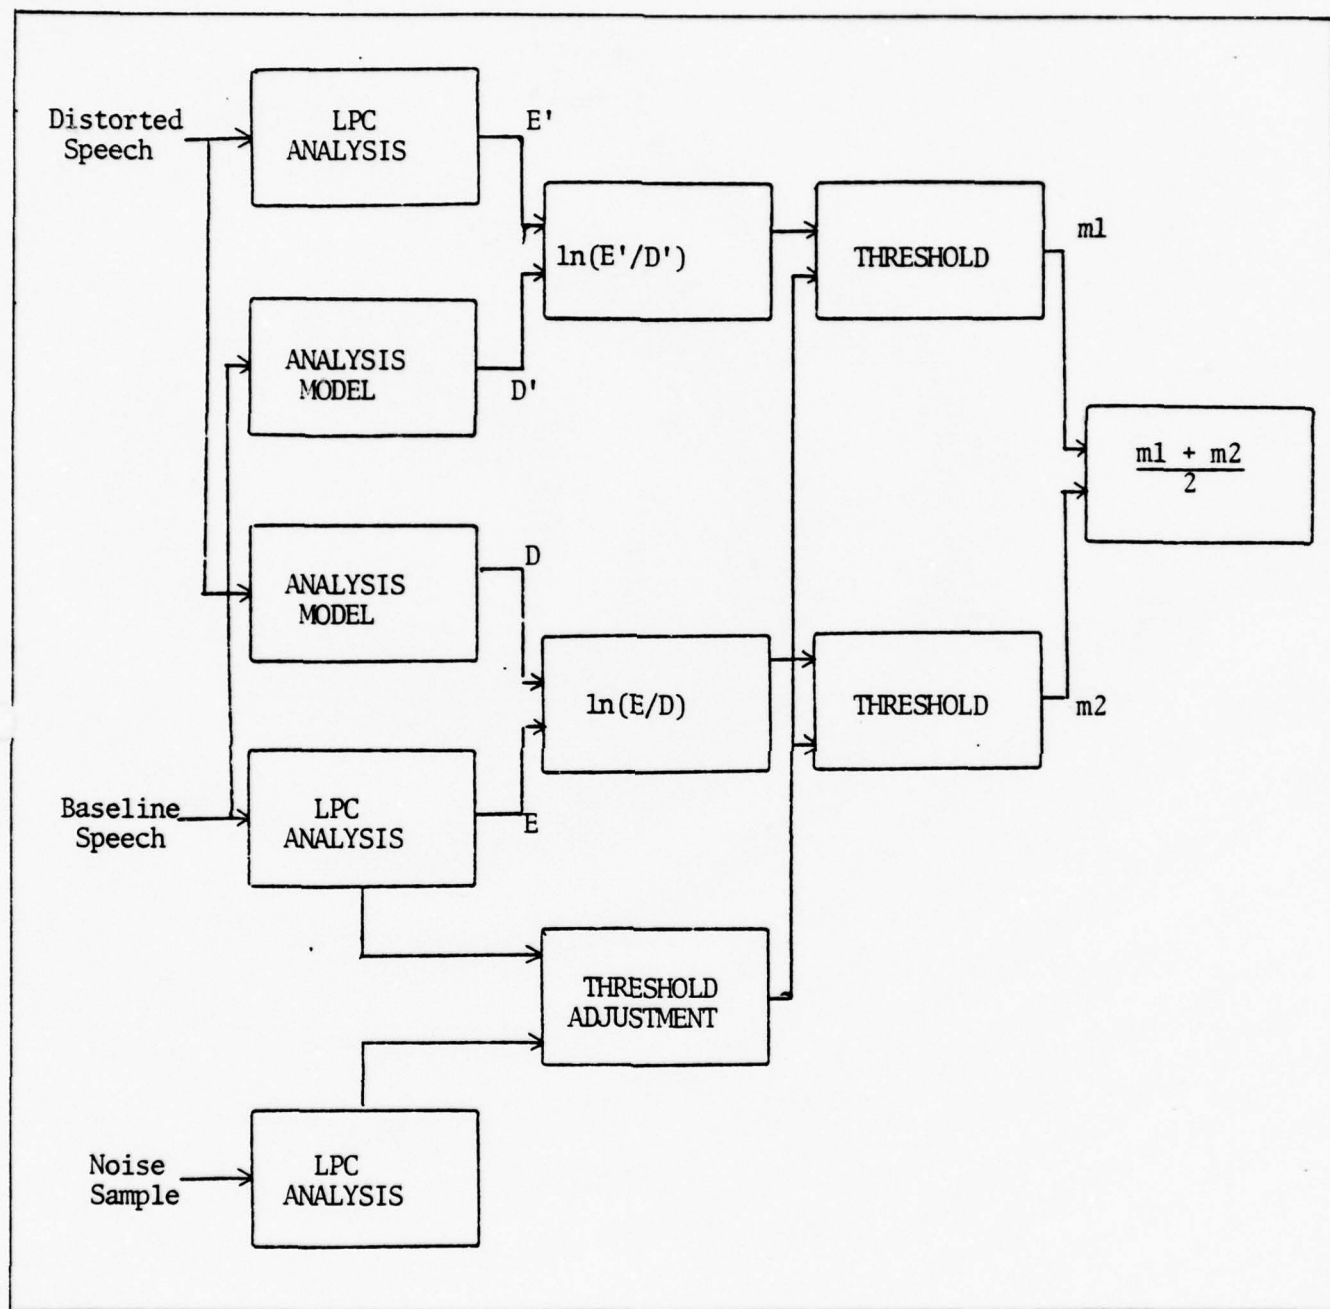 Distorted
Speech
LPC
ANALYSIS
E'
ln(E'/D')
THRESHOLD
m1
ANALYSIS
MODEL
D'
m1 + m2
2
ANALYSIS
MODEL
D
ln(E/D)
THRESHOLD
m2
Baseline
Speech
LPC
ANALYSIS
E
THRESHOLD
ADJUSTMENT
Noise
Sample
LPC
ANALYSIS